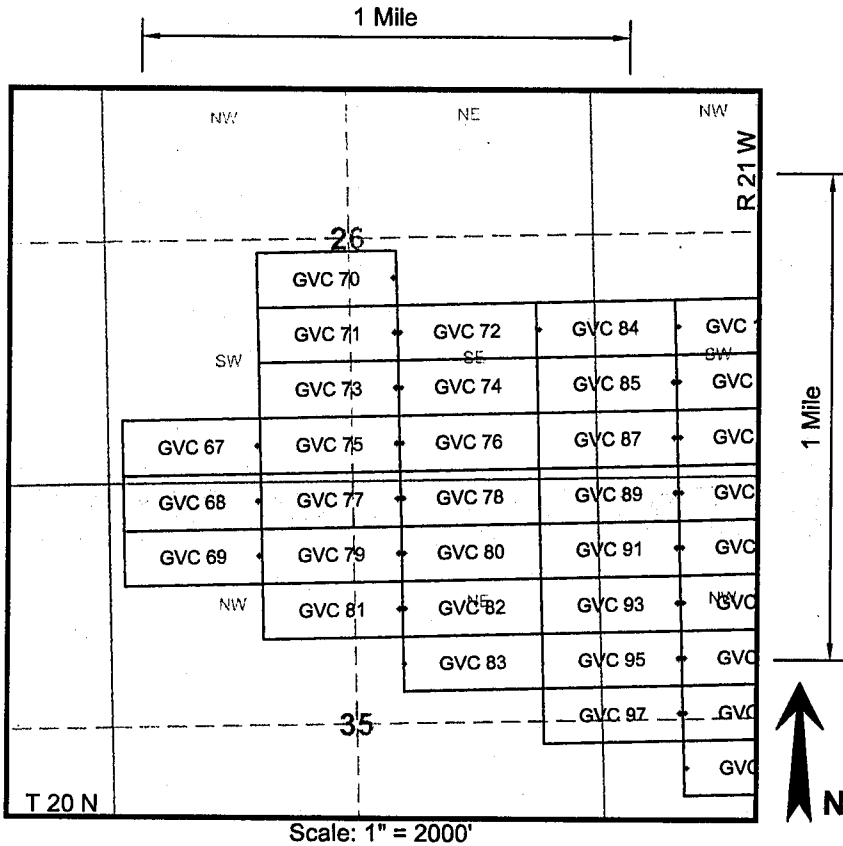 1 Mile
NW NE NW
R 21 W
26
GVC 70
GVC 71 GVC 72 GVC 84 GVC 1
SW SE SW
GVC 73 GVC 74 GVC 85 GVC
1 Mile
GVC 67 GVC 75 GVC 76 GVC 87 GVC
GVC 68 GVC 77 GVC 78 GVC 89 GVC
GVC 69 GVC 79 GVC 80 GVC 91 GVC
NW NE NW
GVC 81 GVC 82 GVC 93 GVC
GVC 83 GVC 95 GVC
35 GVC 97 GVC
GVC
T 20 N
N
Scale: 1" = 2000'